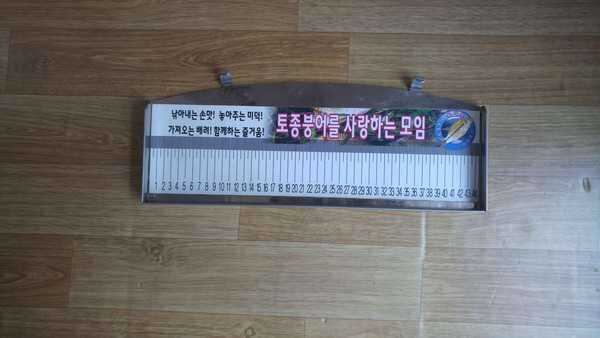 낚아내는 손맛! 놓아주는 미덕!
가져오는 배려! 함께하는 즐거움!
토종붕어를 사랑하는 모임
1 2 3 4 5 6 7 8 9 10 11 12 13 14 15 16 17 18 19 20 21 22 23 24 25 26 27 28 29 30 31 32 33 34 35 36 37 38 39 40 41 42 43 44